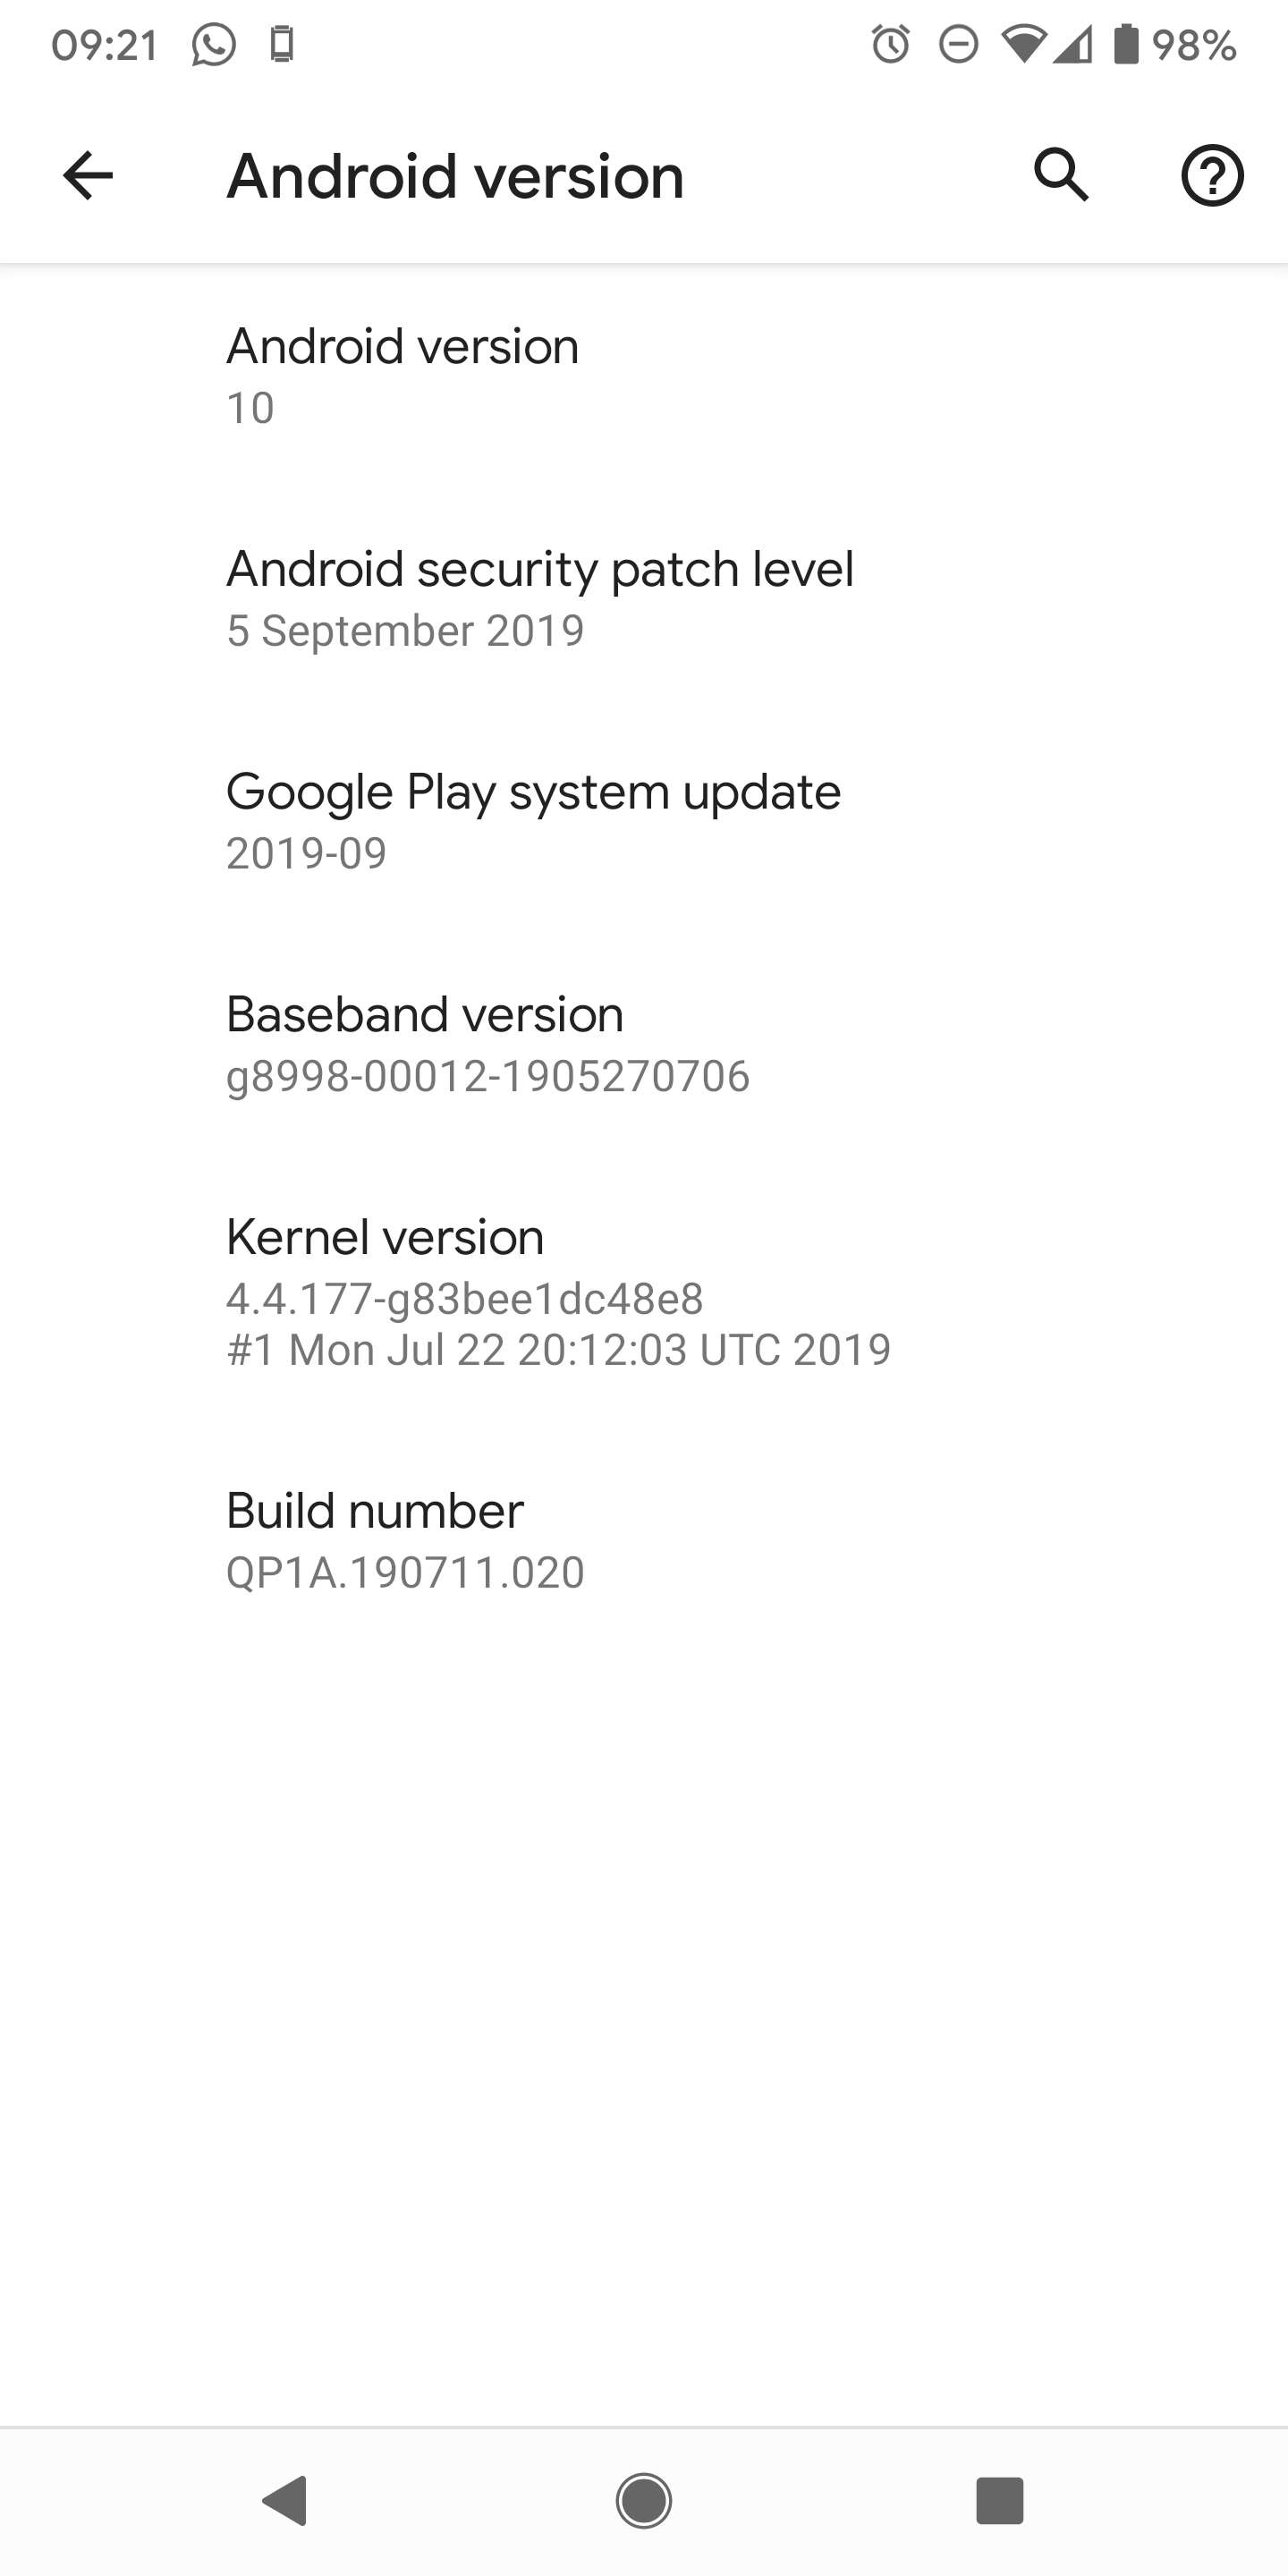 09:21
98%
Android version
Android version
10
Android security patch level
5 September 2019
Google Play system update
2019-09
Baseband version
g8998-00012-1905270706
Kernel version
4.4.177-g83bee1dc48e8
#1 Mon Jul 22 20:12:03 UTC 2019
Build number
QP1A.190711.020